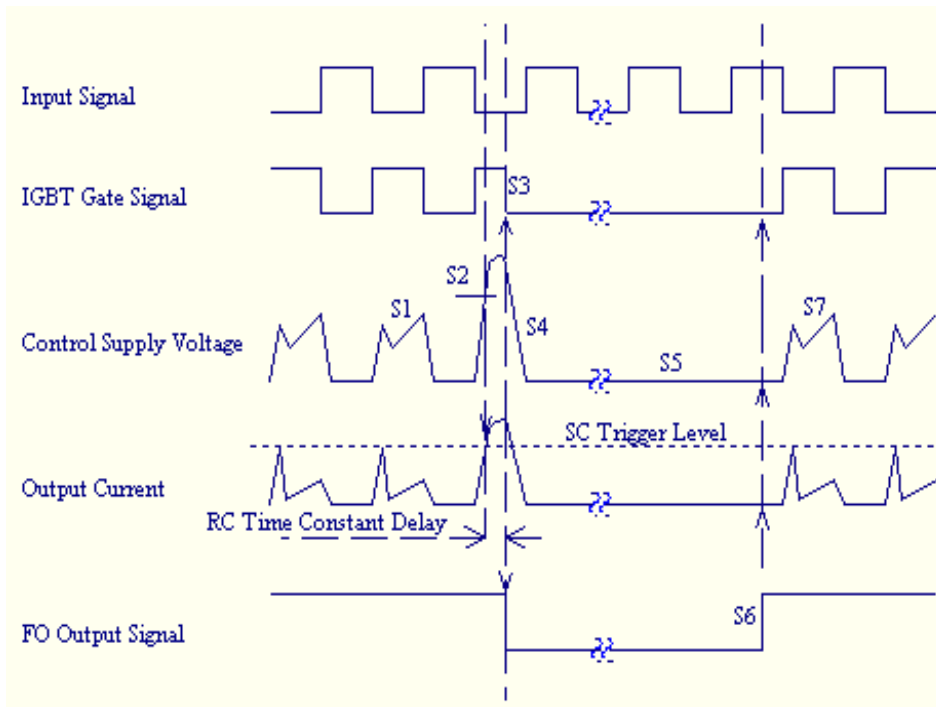 Input Signal
IGBT Gate Signal
S3
S2
S1
S4
S7
Control Supply Voltage
S5
SC Trigger Level
Output Current
RC Time Constant Delay
FO Output Signal
S6